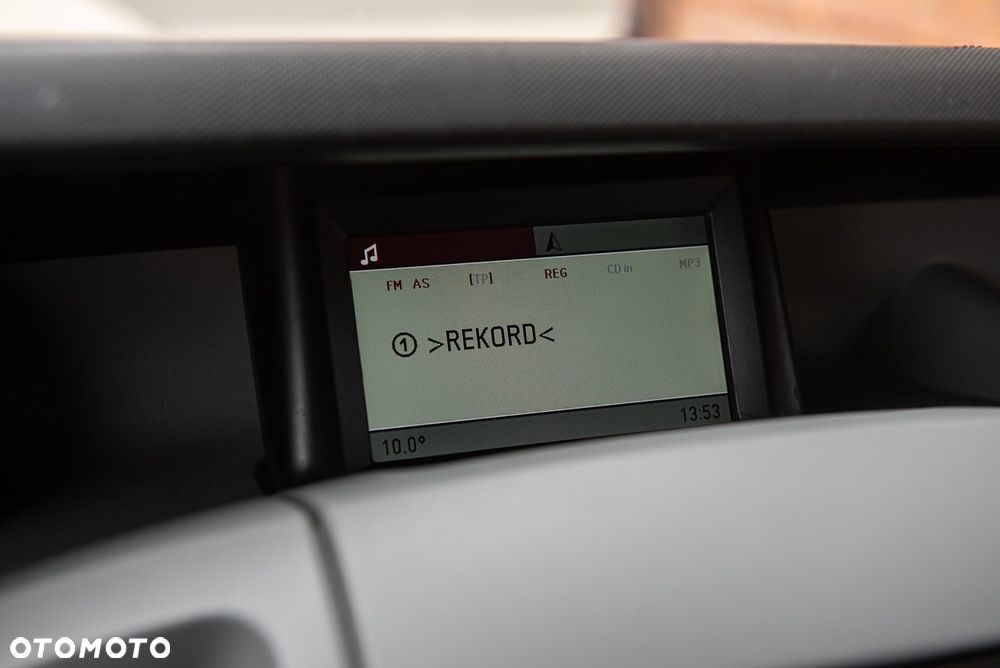 FM AS [TP] REG CD in MP3
① >REKORD<
10.0° 13:53
OTOMOTO